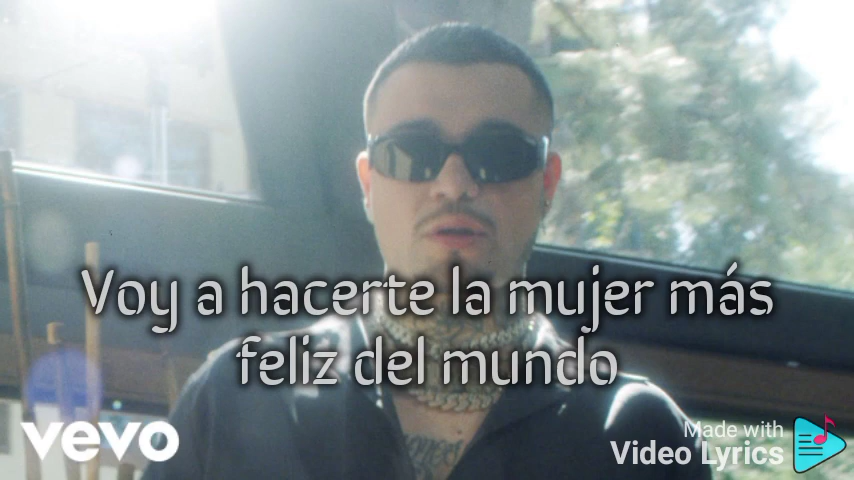 Voy a hacerte la mujer más
feliz del mundo
vevo
Made with
Video Lyrics